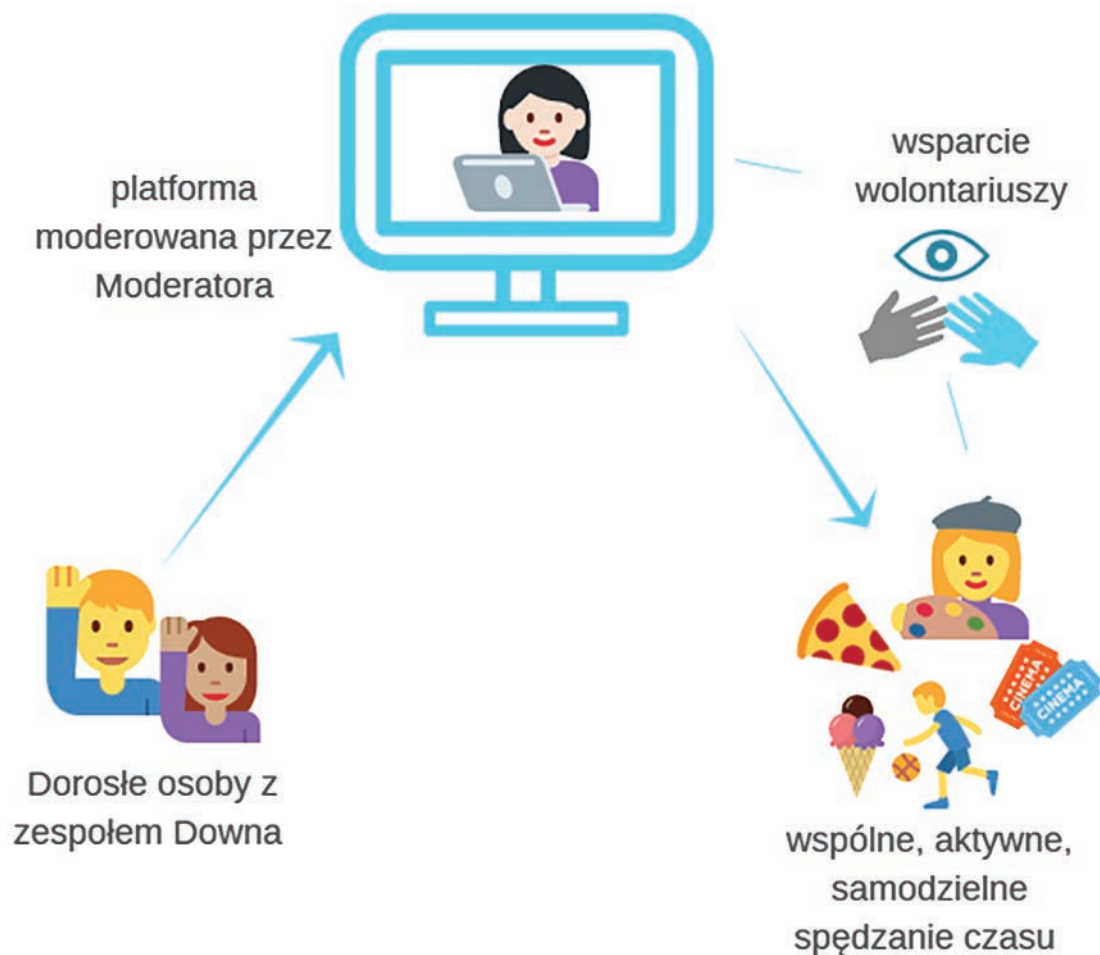 platforma
moderowana przez
Moderatora
wsparcie
wolontariuszy
Dorosłe osoby z
zespołem Downa
CINEMA
CINEMA
wspólne, aktywne,
samodzielne
spędzanie czasu